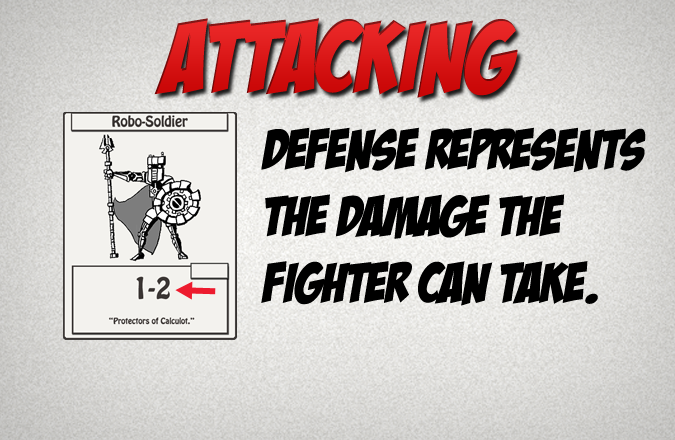 ATTACKING
Robo-Soldier
1-2
"Protectors of Calculot."
DEFENSE REPRESENTS
THE DAMAGE THE
FIGHTER CAN TAKE.